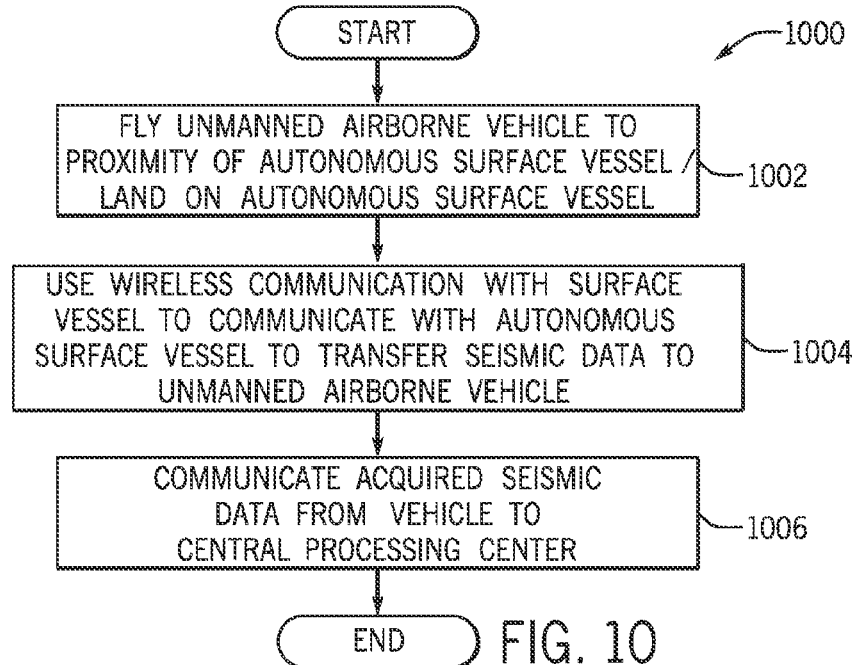 START
1000
FLY UNMANNED AIRBORNE VEHICLE TO
PROXIMITY OF AUTONOMOUS SURFACE VESSEL /
LAND ON AUTONOMOUS SURFACE VESSEL
1002
USE WIRELESS COMMUNICATION WITH SURFACE
VESSEL TO COMMUNICATE WITH AUTONOMOUS
SURFACE VESSEL TO TRANSFER SEISMIC DATA TO
UNMANNED AIRBORNE VEHICLE
1004
COMMUNICATE ACQUIRED SEISMIC
DATA FROM VEHICLE TO
CENTRAL PROCESSING CENTER
1006
END
FIG. 10